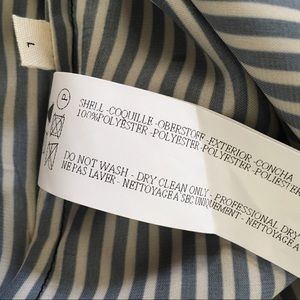 L
P
SHELL -COQUILLE -OBERSTOFF -EXTERIOR -CONCHA
100%POLYESTER -POLYESTER-POLYESTER-POLIEST
DO NOT WASH - DRY CLEAN ONLY - PROFESSIONAL DRY
NE PAS LAVER - NETTOYAGE A SEC UNIQUEMENT - NETTOYA